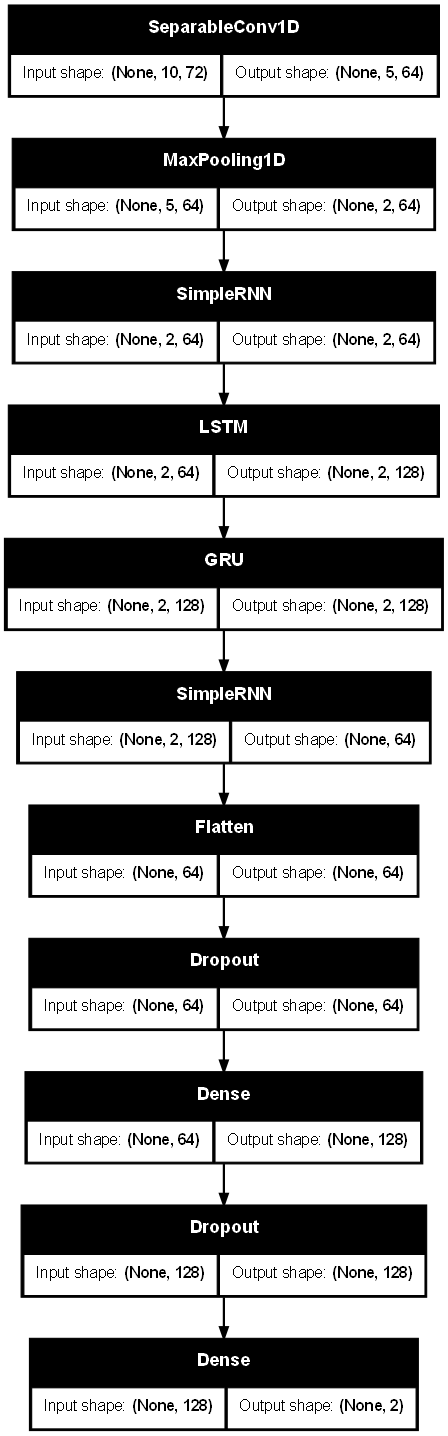 SeparableConv1D
Input shape: (None, 10, 72) Output shape: (None, 5, 64)
MaxPooling1D
Input shape: (None, 5, 64) Output shape: (None, 2, 64)
SimpleRNN
Input shape: (None, 2, 64) Output shape: (None, 2, 64)
LSTM
Input shape: (None, 2, 64) Output shape: (None, 2, 128)
GRU
Input shape: (None, 2, 128) Output shape: (None, 2, 128)
SimpleRNN
Input shape: (None, 2, 128) Output shape: (None, 64)
Flatten
Input shape: (None, 64) Output shape: (None, 64)
Dropout
Input shape: (None, 64) Output shape: (None, 64)
Dense
Input shape: (None, 64) Output shape: (None, 128)
Dropout
Input shape: (None, 128) Output shape: (None, 128)
Dense
Input shape: (None, 128) Output shape: (None, 2)